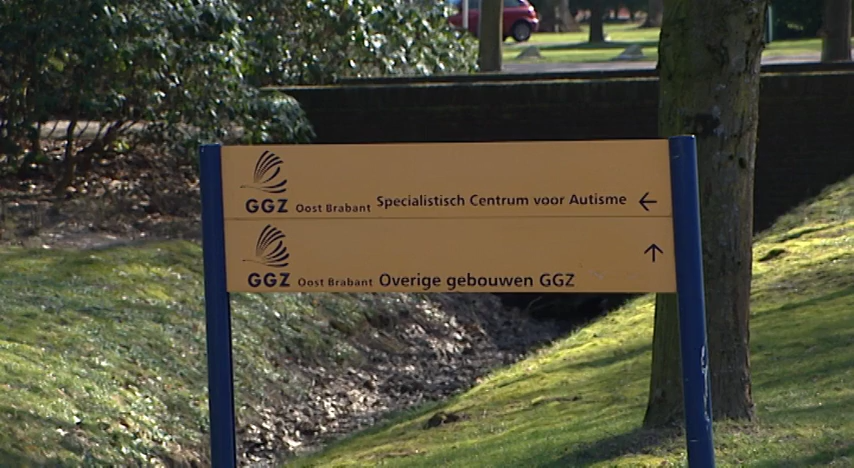 GGZ Oost Brabant Specialistisch Centrum voor Autisme ←
GGZ Oost Brabant Overige gebouwen GGZ ↑